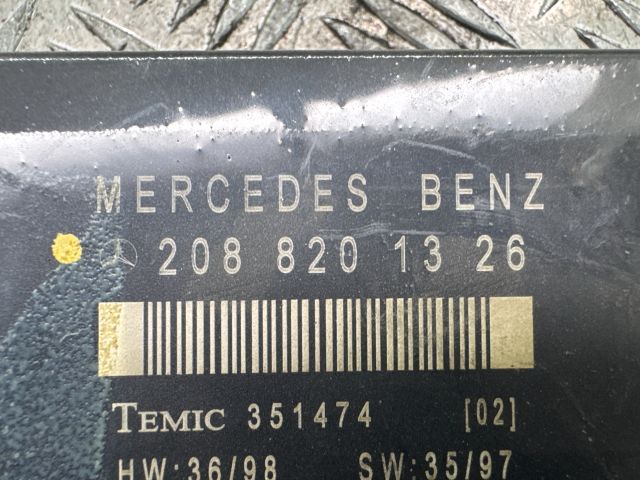 MERCEDES BENZ
208 820 13 26
TEMIC 351474 [02]
HW:36/98 SW:35/97